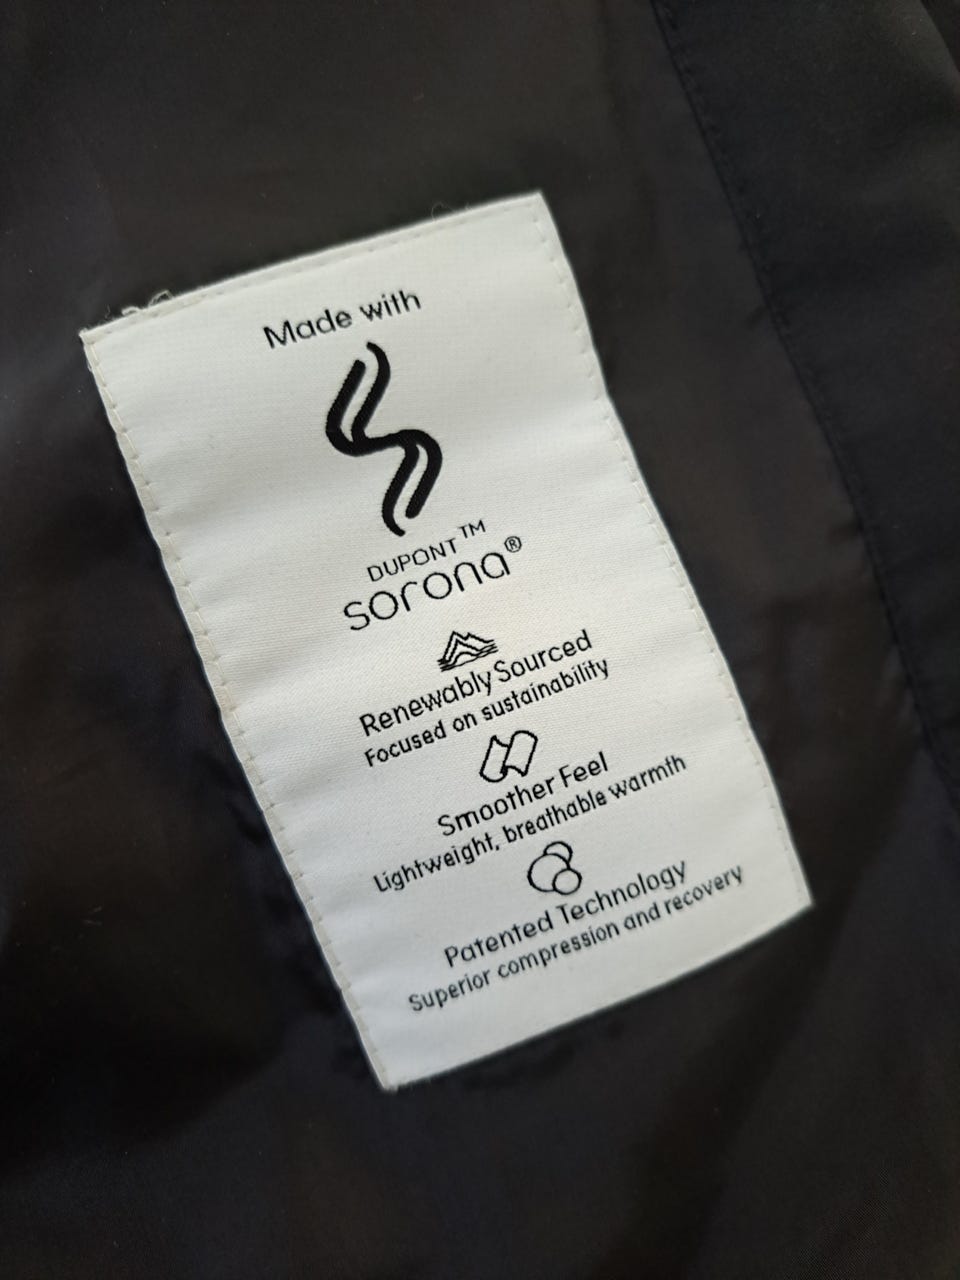 Made with
DUPONT™
sorona®
Renewably Sourced
Focused on sustainability
Smoother Feel
Lightweight, breathable warmth
Patented Technology
Superior compression and recovery